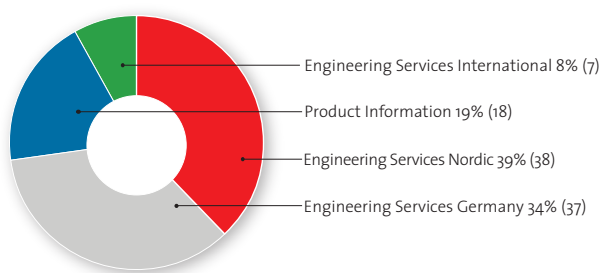 Engineering Services International 8% (7)
Product Information 19% (18)
Engineering Services Nordic 39% (38)
Engineering Services Germany 34% (37)